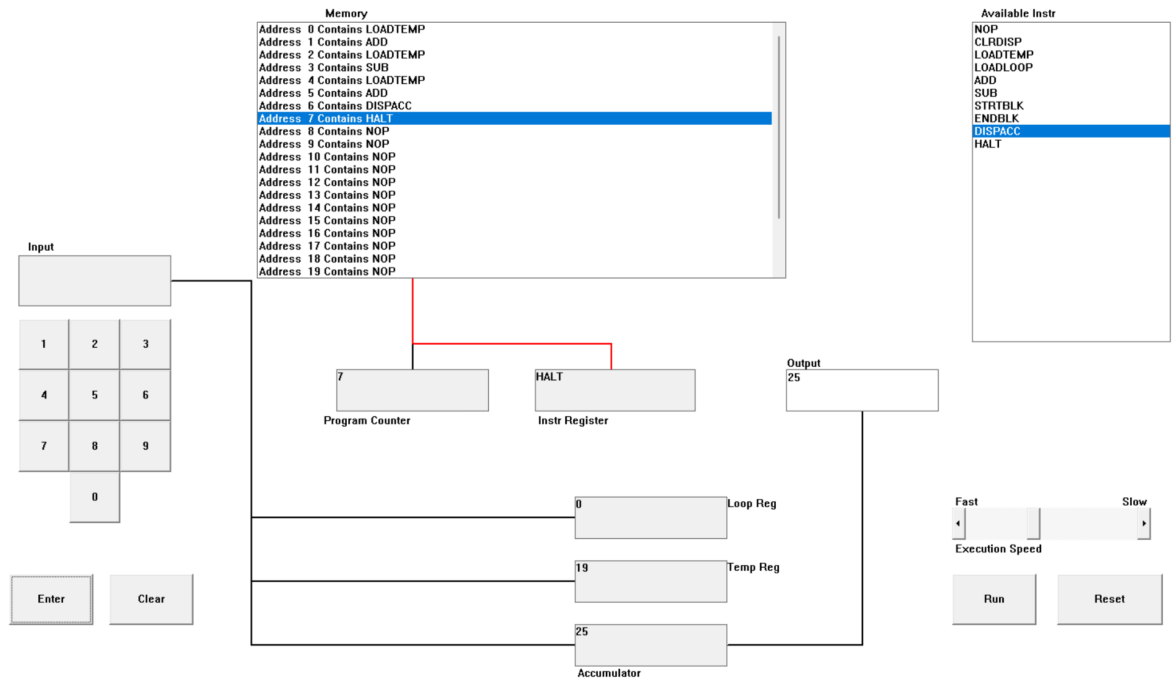 Memory
Address 0 Contains LOADTEMP
Address 1 Contains ADD
Address 2 Contains LOADTEMP
Address 3 Contains SUB
Address 4 Contains LOADTEMP
Address 5 Contains ADD
Address 6 Contains DISPACC
Address 7 Contains HALT
Address 8 Contains NOP
Address 9 Contains NOP
Address 10 Contains NOP
Address 11 Contains NOP
Address 12 Contains NOP
Address 13 Contains NOP
Address 14 Contains NOP
Address 15 Contains NOP
Address 16 Contains NOP
Address 17 Contains NOP
Address 18 Contains NOP
Address 19 Contains NOP
Available Instr
NOP
CLRDISP
LOADTEMP
LOADLOOP
ADD
SUB
STRTBLK
ENDBLK
DISPACC
HALT
Input
1 2 3
4 5 6
7 8 9
0
Enter Clear
7
Program Counter
HALT
Instr Register
Output
25
0 Loop Reg
19 Temp Reg
25
Accumulator
Fast Slow
Execution Speed
Run Reset